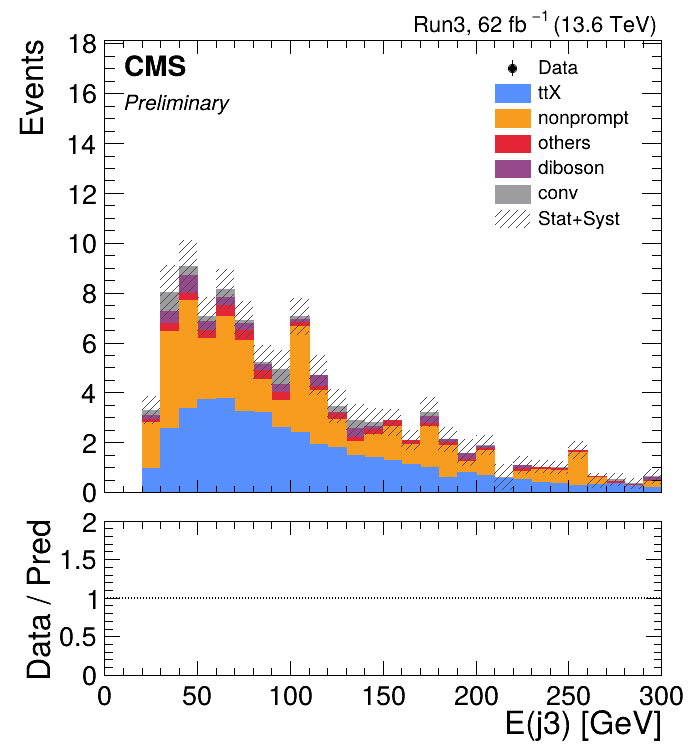 Run3, 62 fb⁻¹ (13.6 TeV)
CMS
Preliminary
Events
18
16
14
12
10
8
6
4
2
0
Data
ttX
nonprompt
others
diboson
conv
Stat+Syst
Data / Pred
2
1.5
1
0.5
0
0 50 100 150 200 250 300
E(j3) [GeV]